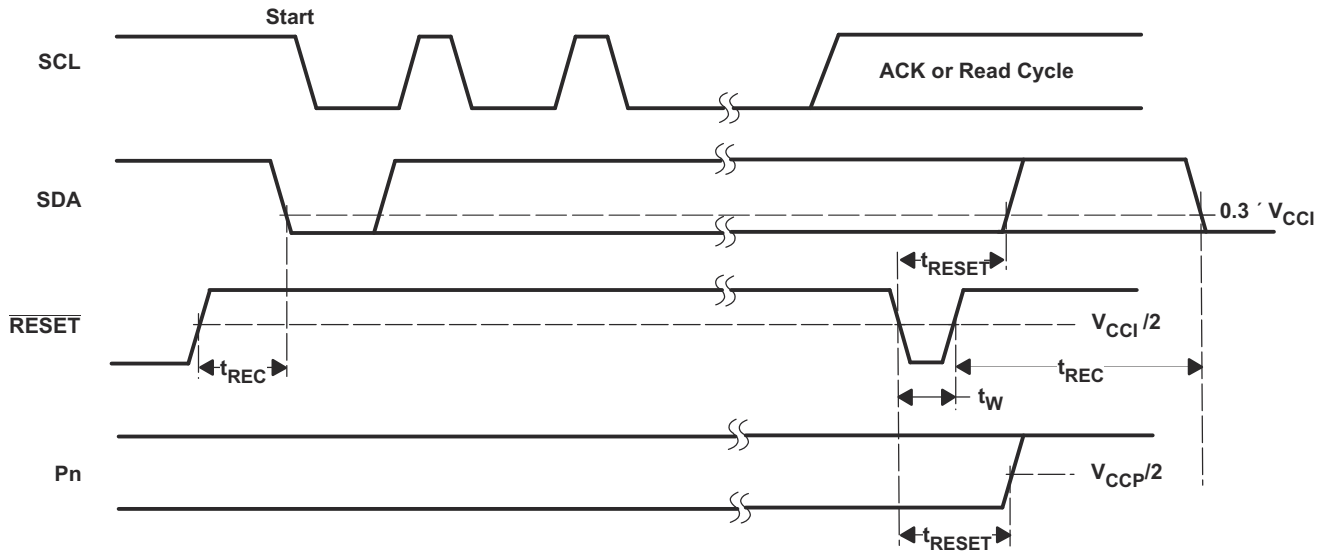 Start
SCL
ACK or Read Cycle
SDA
0.3 ´ VCCI
tRESET
RESET
VCCI /2
tREC
tREC
tW
Pn
VCCP/2
tRESET